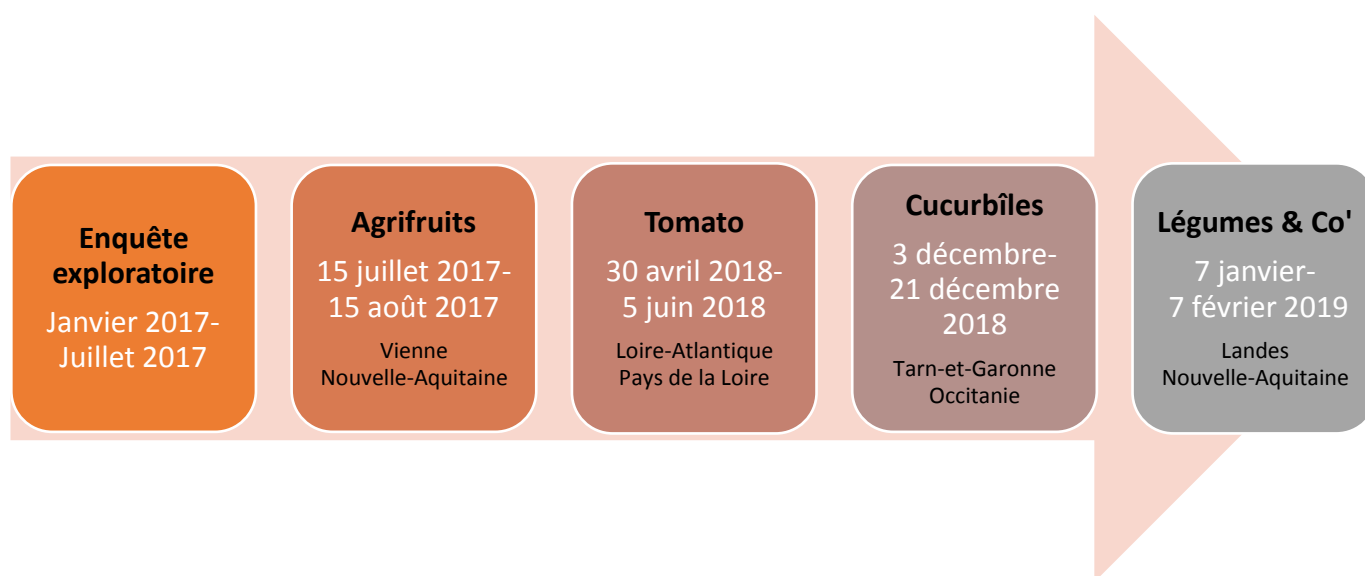 Enquête
exploratoire
Janvier 2017-
Juillet 2017
Agrifruits
15 juillet 2017-
15 août 2017
Vienne
Nouvelle-Aquitaine
Tomato
30 avril 2018-
5 juin 2018
Loire-Atlantique
Pays de la Loire
Cucurbîles
3 décembre-
21 décembre
2018
Tarn-et-Garonne
Occitanie
Légumes & Co'
7 janvier-
7 février 2019
Landes
Nouvelle-Aquitaine